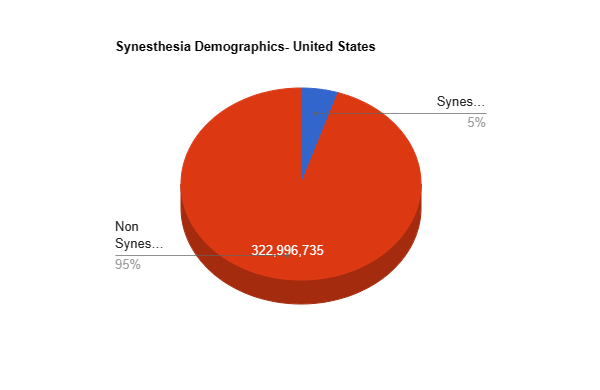 Synesthesia Demographics- United States
Synes...
5%
Non
Synes...
95%
322,996,735